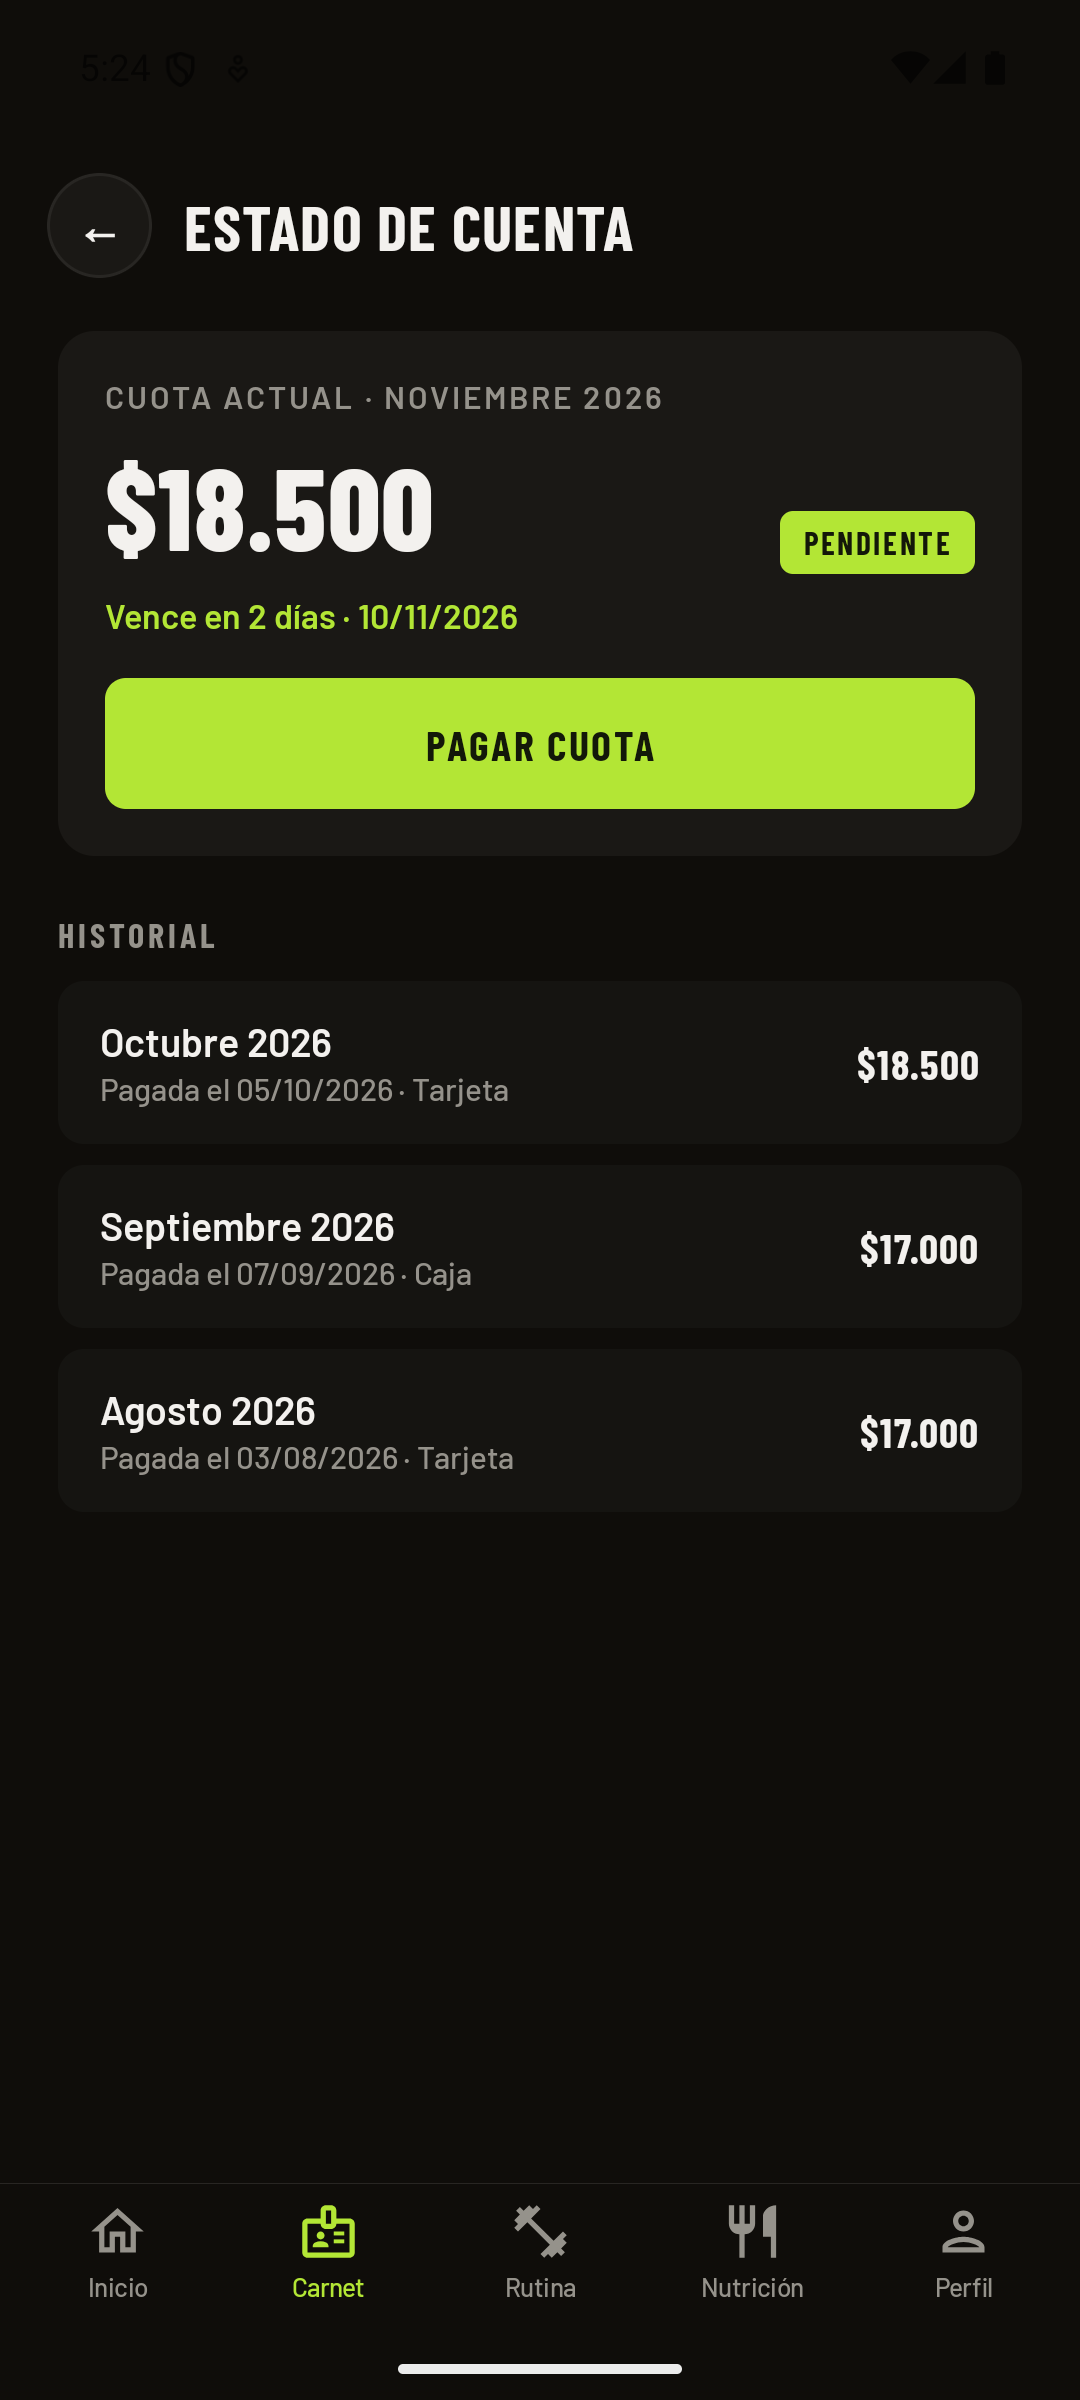 5:24
← ESTADO DE CUENTA
CUOTA ACTUAL · NOVIEMBRE 2026
$18.500
PENDIENTE
Vence en 2 días · 10/11/2026
PAGAR CUOTA
HISTORIAL
Octubre 2026
Pagada el 05/10/2026 · Tarjeta
$18.500
Septiembre 2026
Pagada el 07/09/2026 · Caja
$17.000
Agosto 2026
Pagada el 03/08/2026 · Tarjeta
$17.000
Inicio
Carnet
Rutina
Nutrición
Perfil